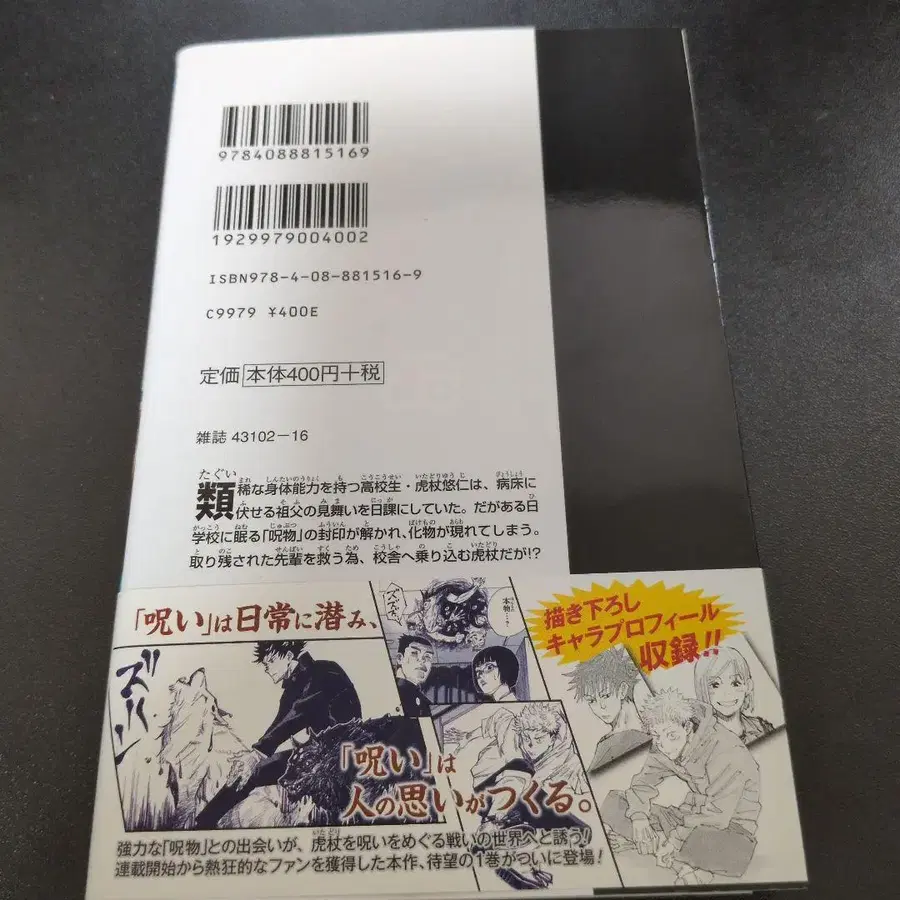 9784088815169
1929979004002
ISBN978-4-08-881516-9
C9979 ¥400E
定価 本体400円十税
雑誌 43102-16
類稀な身体能力を持つ高校生・虎杖悠仁は、病床に
伏せる祖父の見舞いを日課にしていた。だがある日
学校に眠る「呪物」の封印が解かれ、化物が現れてしまう。
取り残された先輩を救う為、校舎へ乗り込む虎杖だが!?
「呪い」は日常に潜み、
描き下ろし
キャラプロフィール
収録!!
本物…
「呪い」は
人の思いがつくる。
強力な「呪物」との出会いが、虎杖を呪いをめぐる戦いの世界へと誘う!
連載開始から熱狂的なファンを獲得した本作、待望の1巻がついに登場!